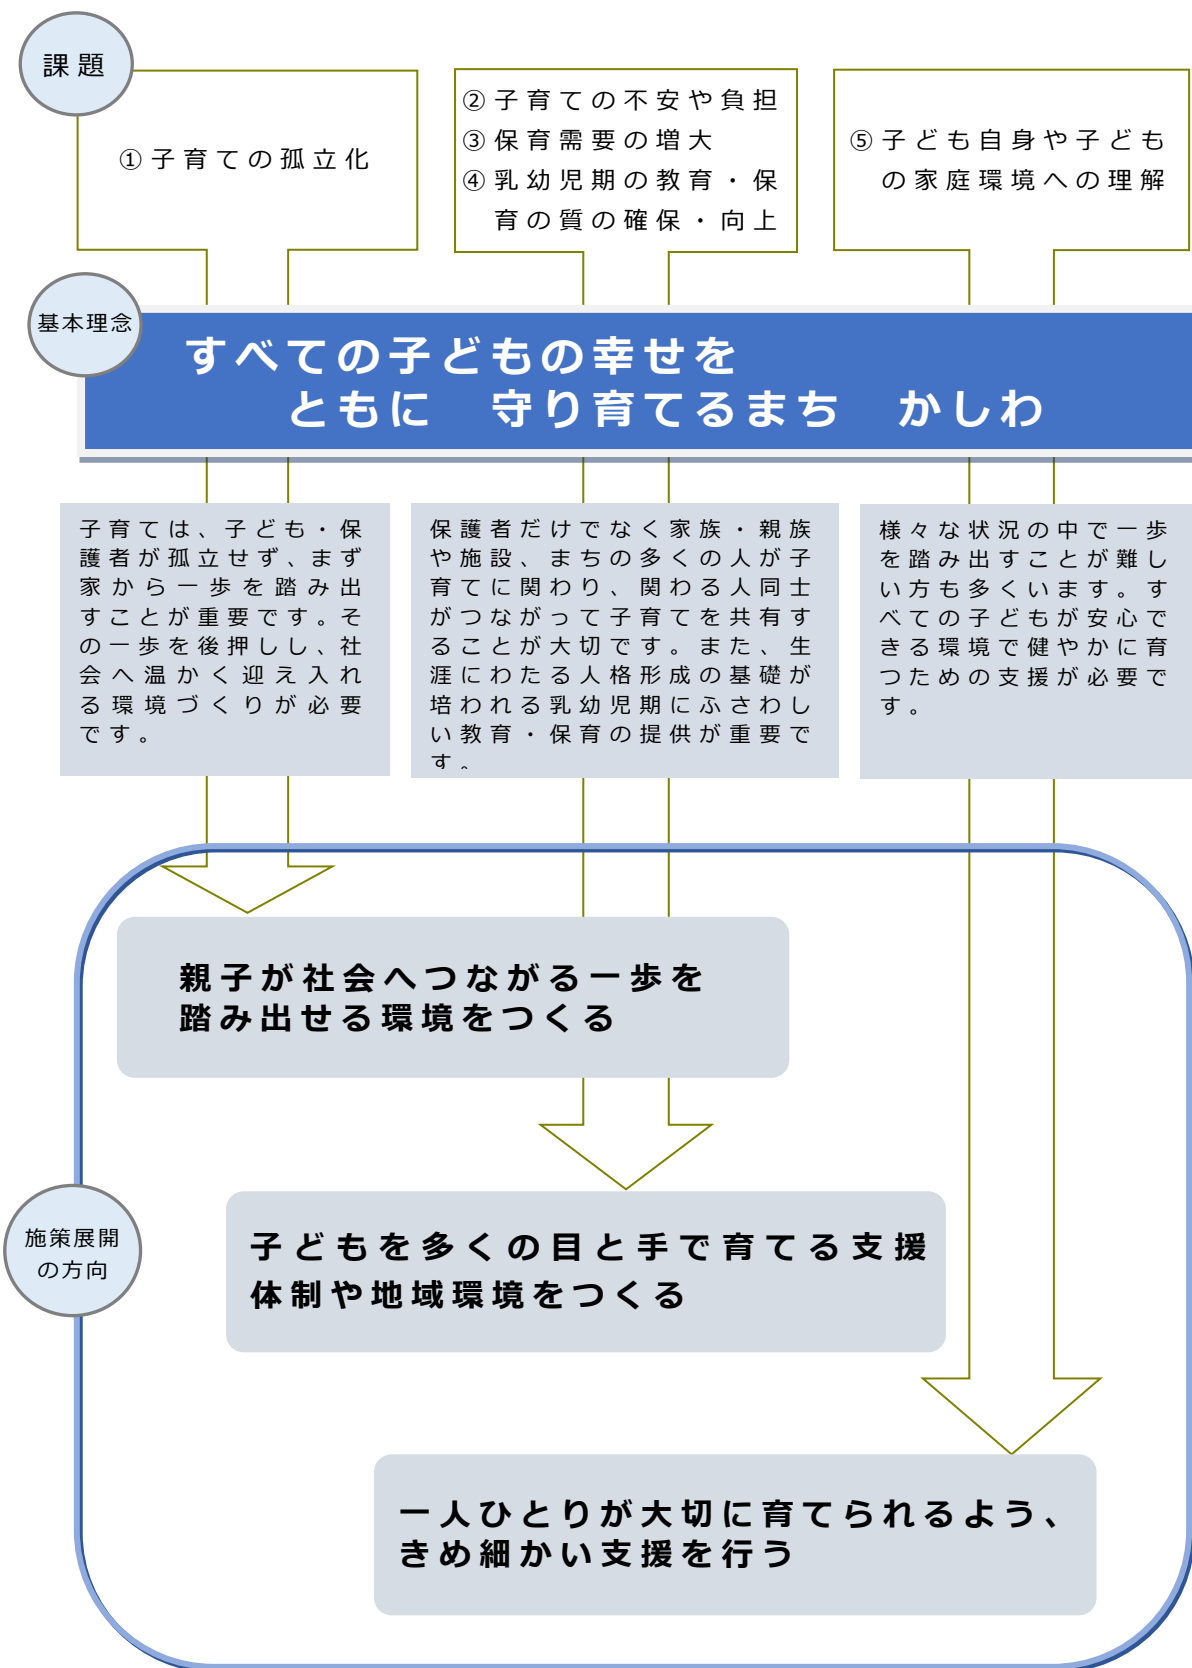 課題
①子育ての孤立化
②子育ての不安や負担
③保育需要の増大
④乳幼児期の教育・保
育の質の確保・向上
⑤子ども自身や子ども
の家庭環境への理解
基本理念
すべての子どもの幸せを
ともに　守り育てるまち　かしわ
子育ては、子ども・保
護者が孤立せず、まず
家から一歩を踏み出
すことが重要です。そ
の一歩を後押しし、社
会へ温かく迎え入れ
る環境づくりが必要
です。
保護者だけでなく家族・親族
や施設、まちの多くの人が子
育てに関わり、関わる人同士
がつながって子育てを共有す
ることが大切です。また、生
涯にわたる人格形成の基礎が
培われる乳幼児期にふさわし
い教育・保育の提供が重要で
す。
様々な状況の中で一歩
を踏み出すことが難し
い方も多くいます。す
べての子どもが安心で
きる環境で健やかに育
つための支援が必要で
す。
親子が社会へつながる一歩を
踏み出せる環境をつくる
施策展開
の方向
子どもを多くの目と手で育てる支援
体制や地域環境をつくる
一人ひとりが大切に育てられるよう、
きめ細かい支援を行う